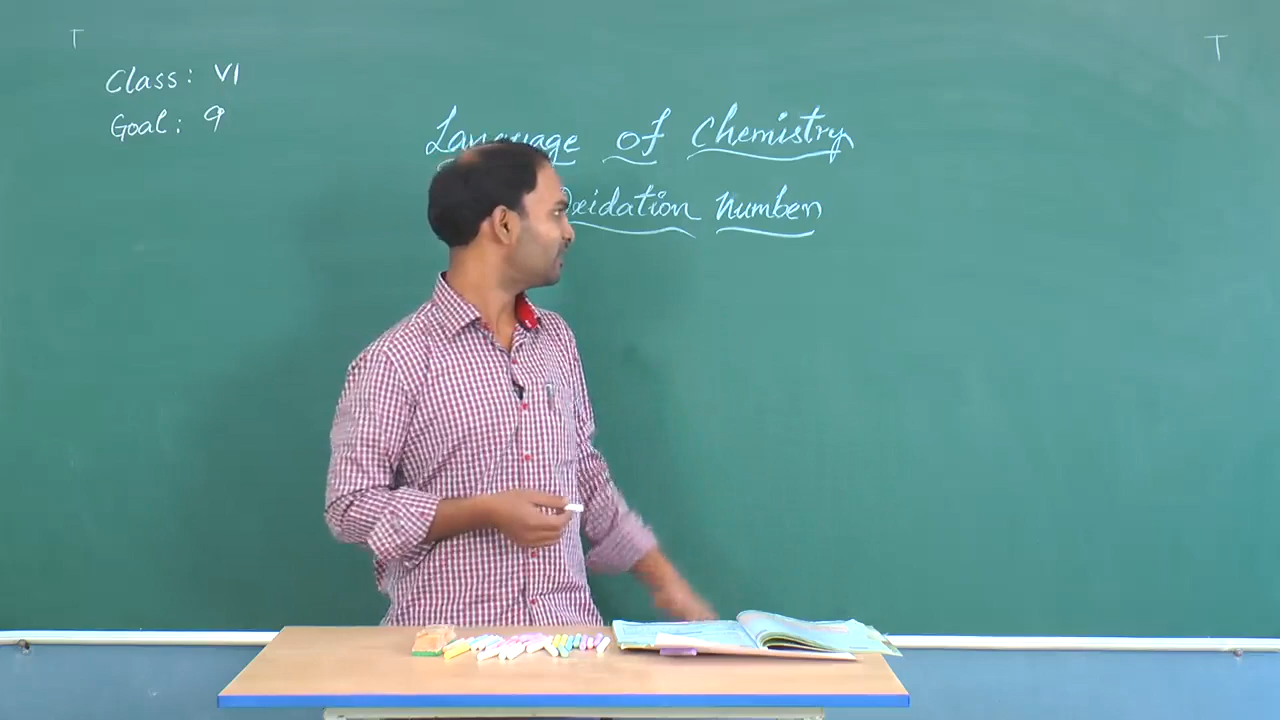 T
T
Class: VI
Goal: 9
Language of Chemistry
Oxidation Number